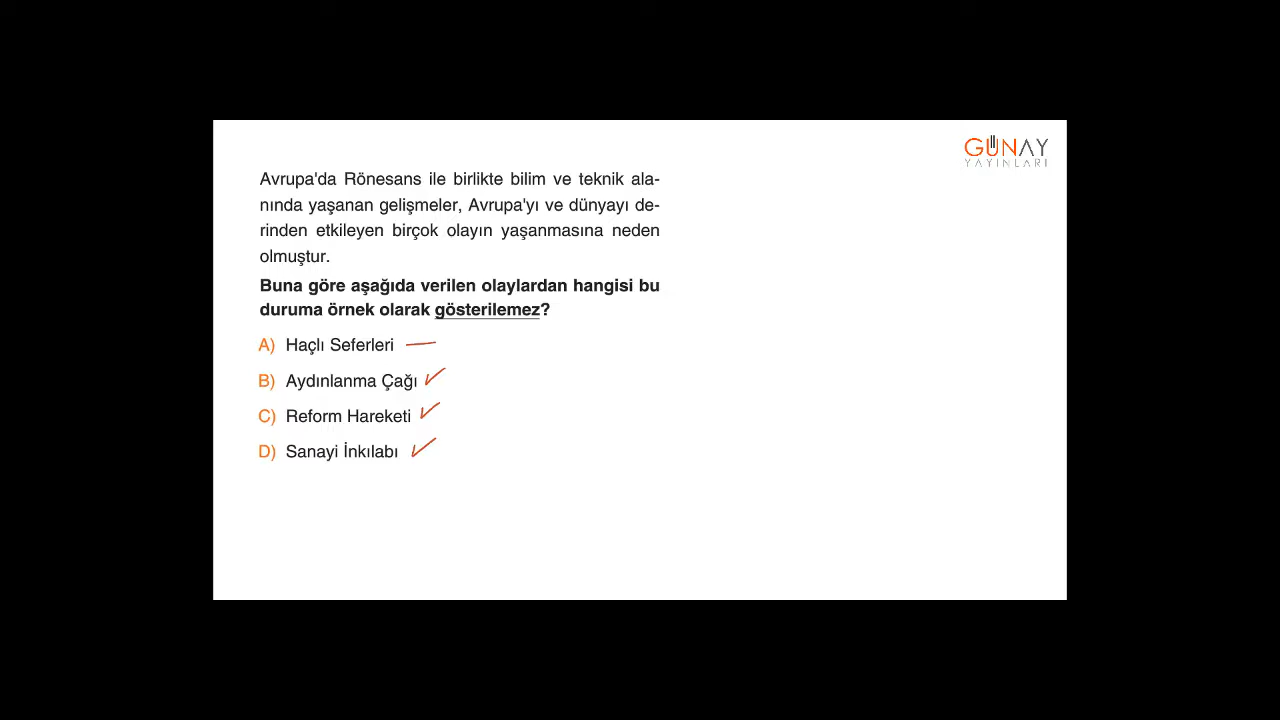 GÜNAY
YAYINLARI
Avrupa'da Rönesans ile birlikte bilim ve teknik ala-
nında yaşanan gelişmeler, Avrupa'yı ve dünyayı de-
rinden etkileyen birçok olayın yaşanmasına neden
olmuştur.
Buna göre aşağıda verilen olaylardan hangisi bu
duruma örnek olarak gösterilemez?
A) Haçlı Seferleri
B) Aydınlanma Çağı
C) Reform Hareketi
D) Sanayi İnkılabı